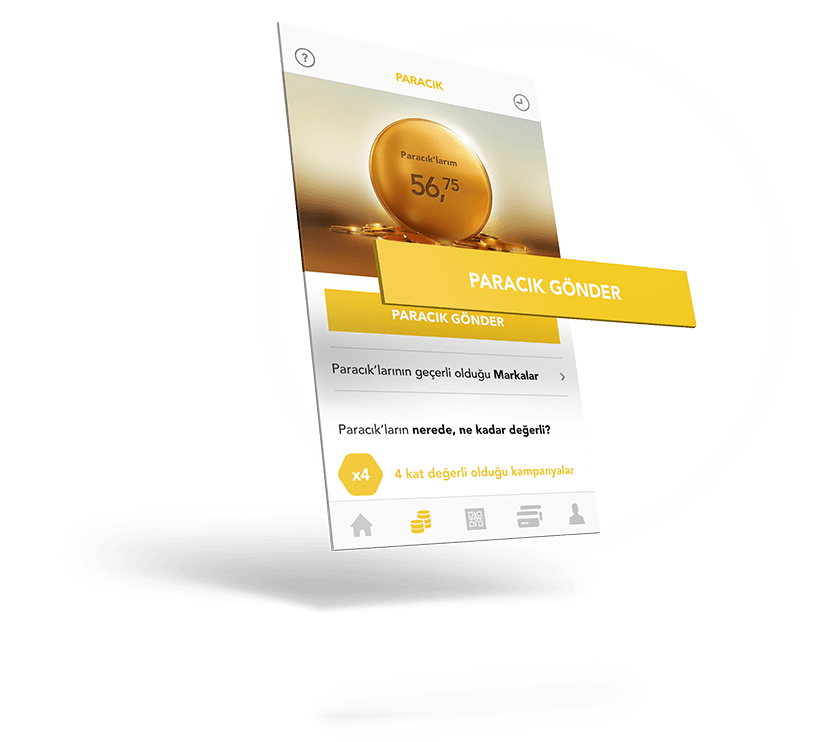 ?
PARACIK
Paracık'larım
56,75
PARACIK GÖNDER
PARACIK GÖNDER
Paracık'larının geçerli olduğu Markalar
Paracık'ların nerede, ne kadar değerli?
x4
4 kat değerli olduğu kampanyalar